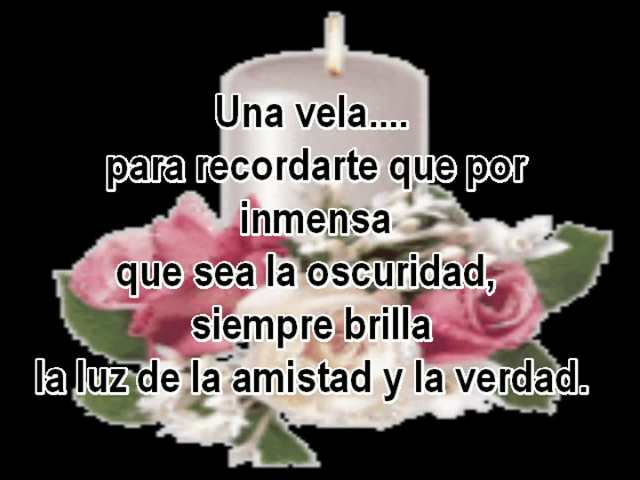 Una vela....
para recordarte que por
inmensa
que sea la oscuridad,
siempre brilla
la luz de la amistad y la verdad.